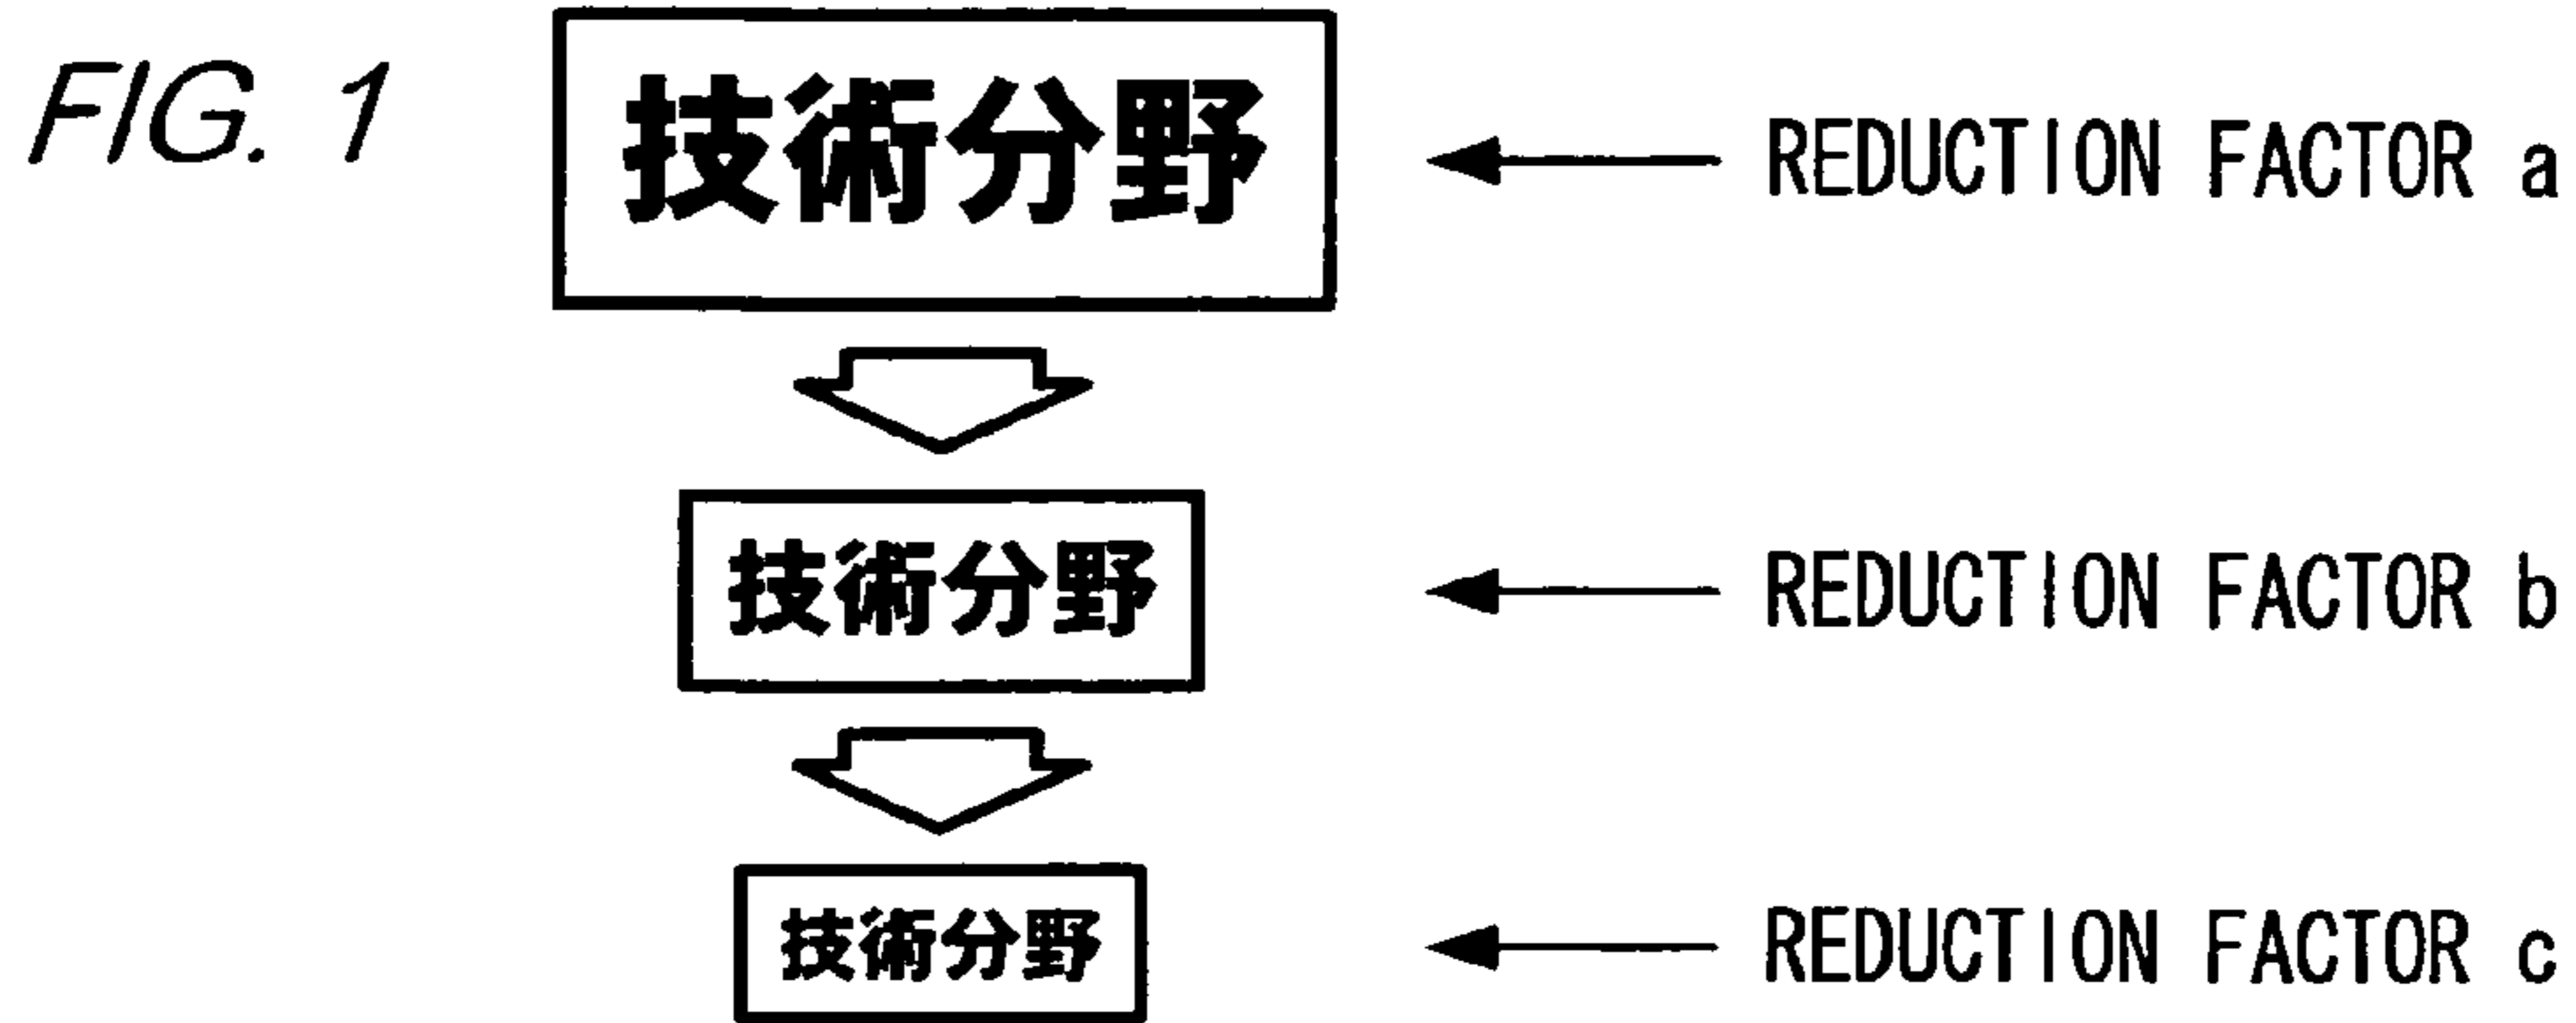 FIG. 1
技術分野
REDUCTION FACTOR a
技術分野
REDUCTION FACTOR b
技術分野
REDUCTION FACTOR c